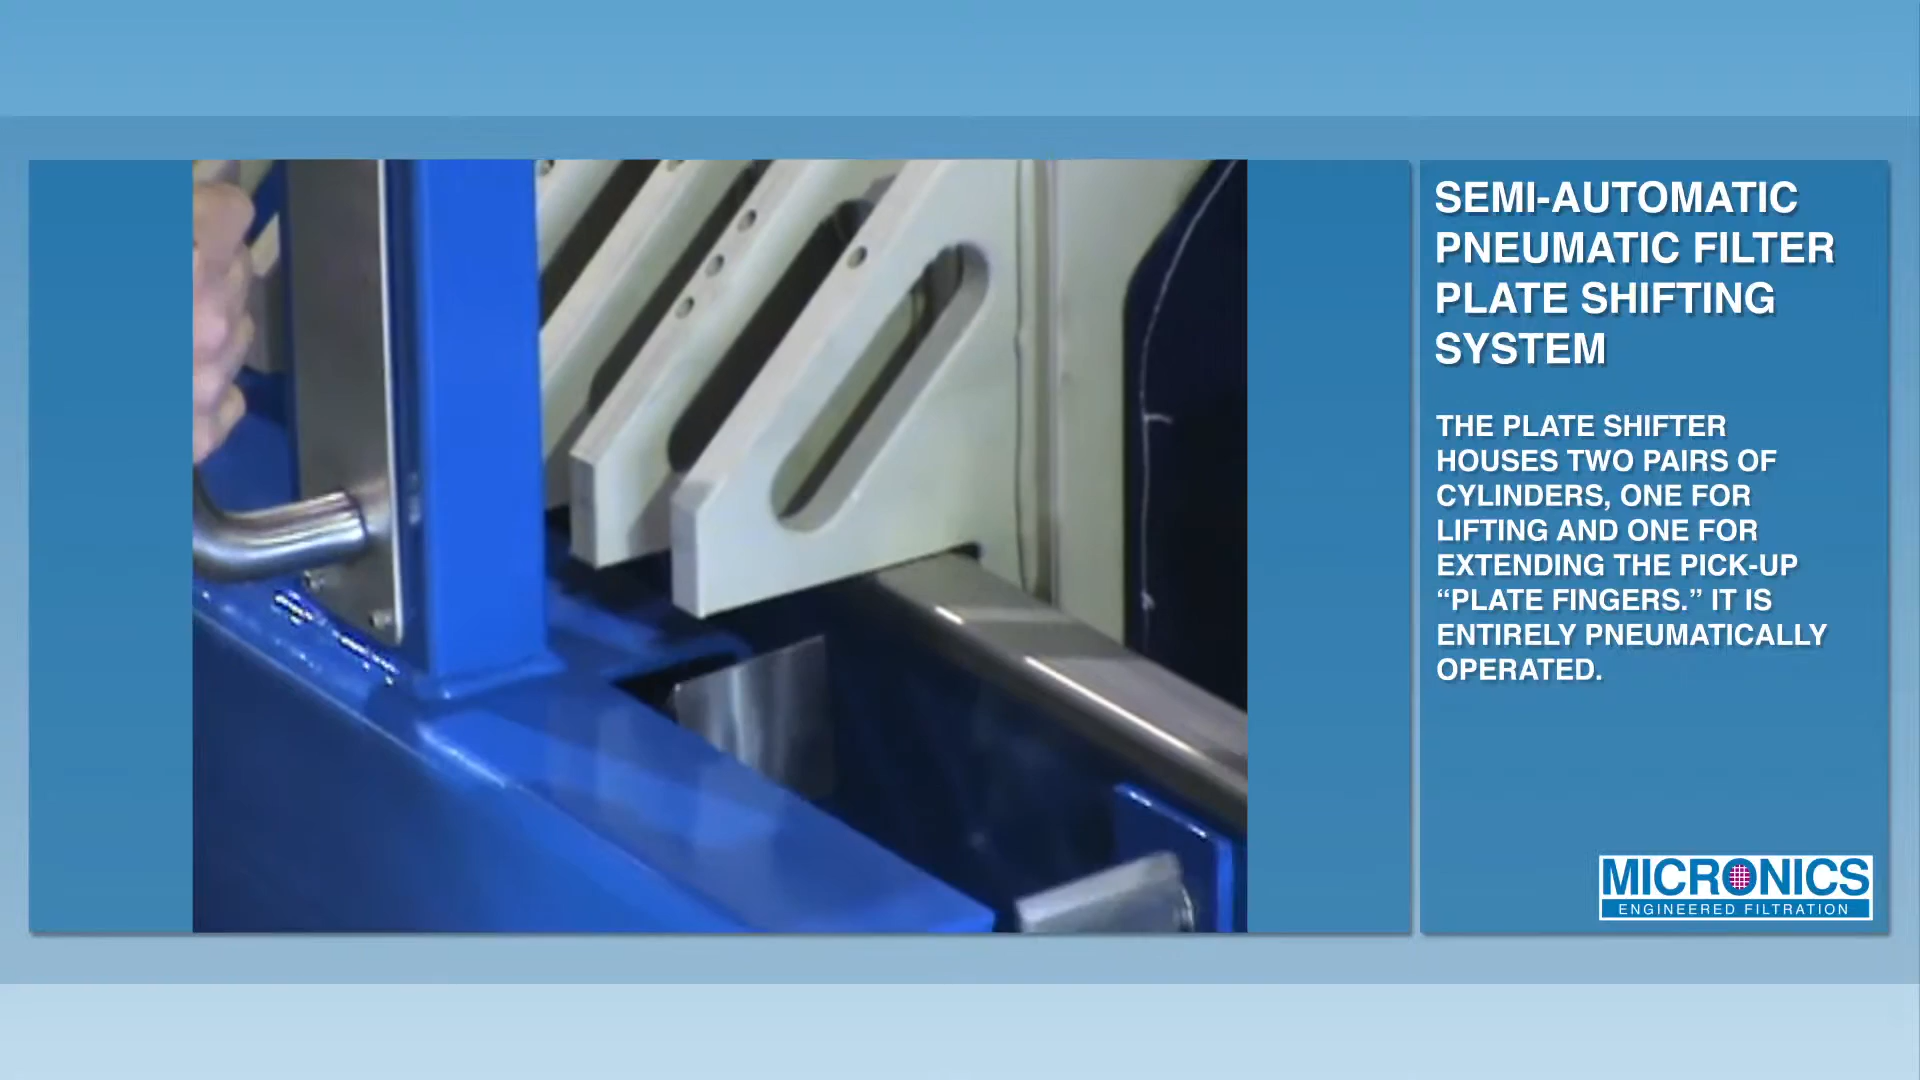 SEMI-AUTOMATIC
PNEUMATIC FILTER
PLATE SHIFTING
SYSTEM
THE PLATE SHIFTER
HOUSES TWO PAIRS OF
CYLINDERS, ONE FOR
LIFTING AND ONE FOR
EXTENDING THE PICK-UP
“PLATE FINGERS.” IT IS
ENTIRELY PNEUMATICALLY
OPERATED.
MICRONICS
ENGINEERED FILTRATION